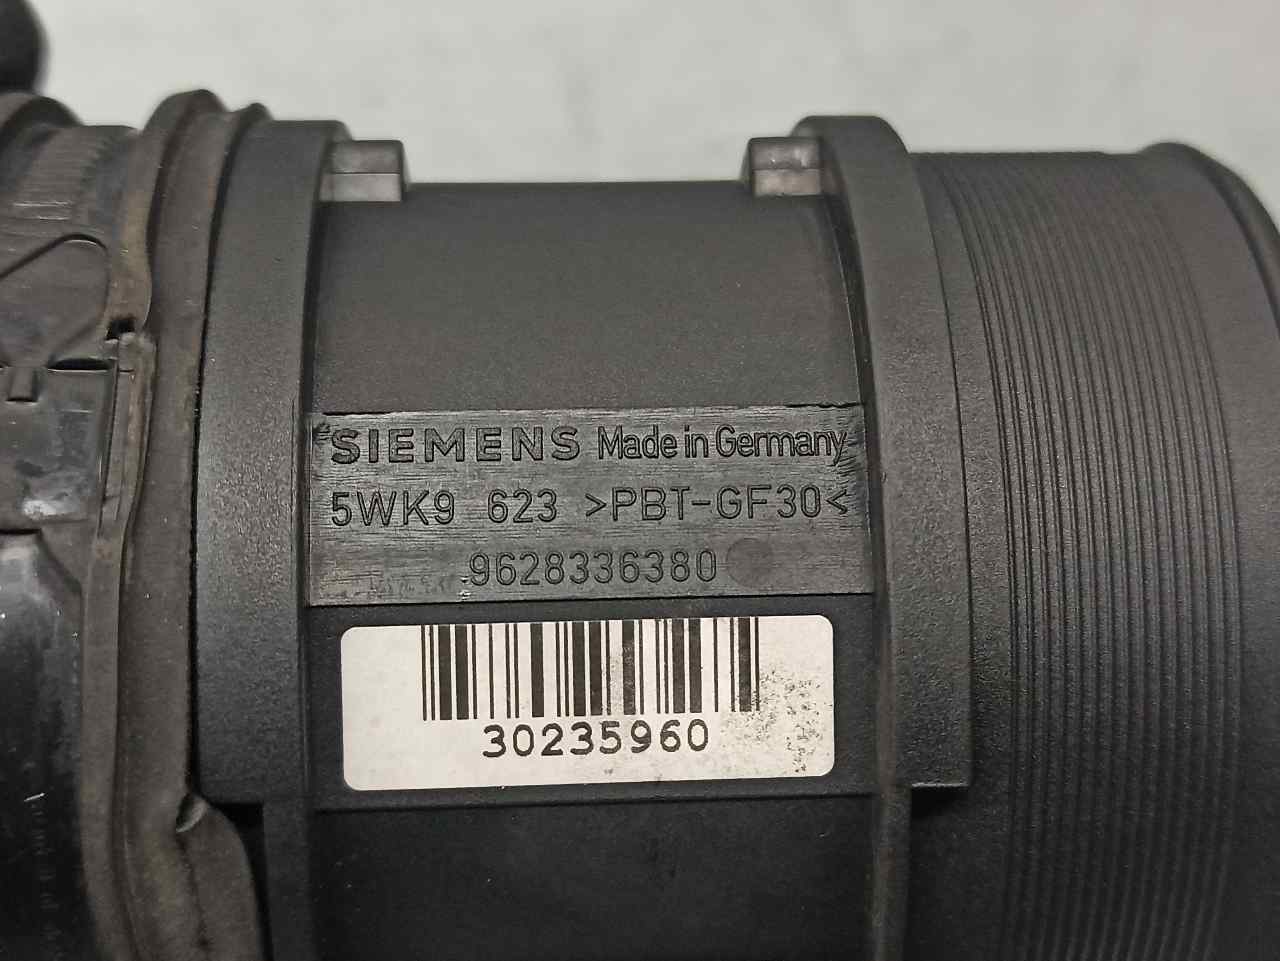 SIEMENS Made in Germany
5WK9 623 >PBT-GF30<
9628336380
30235960